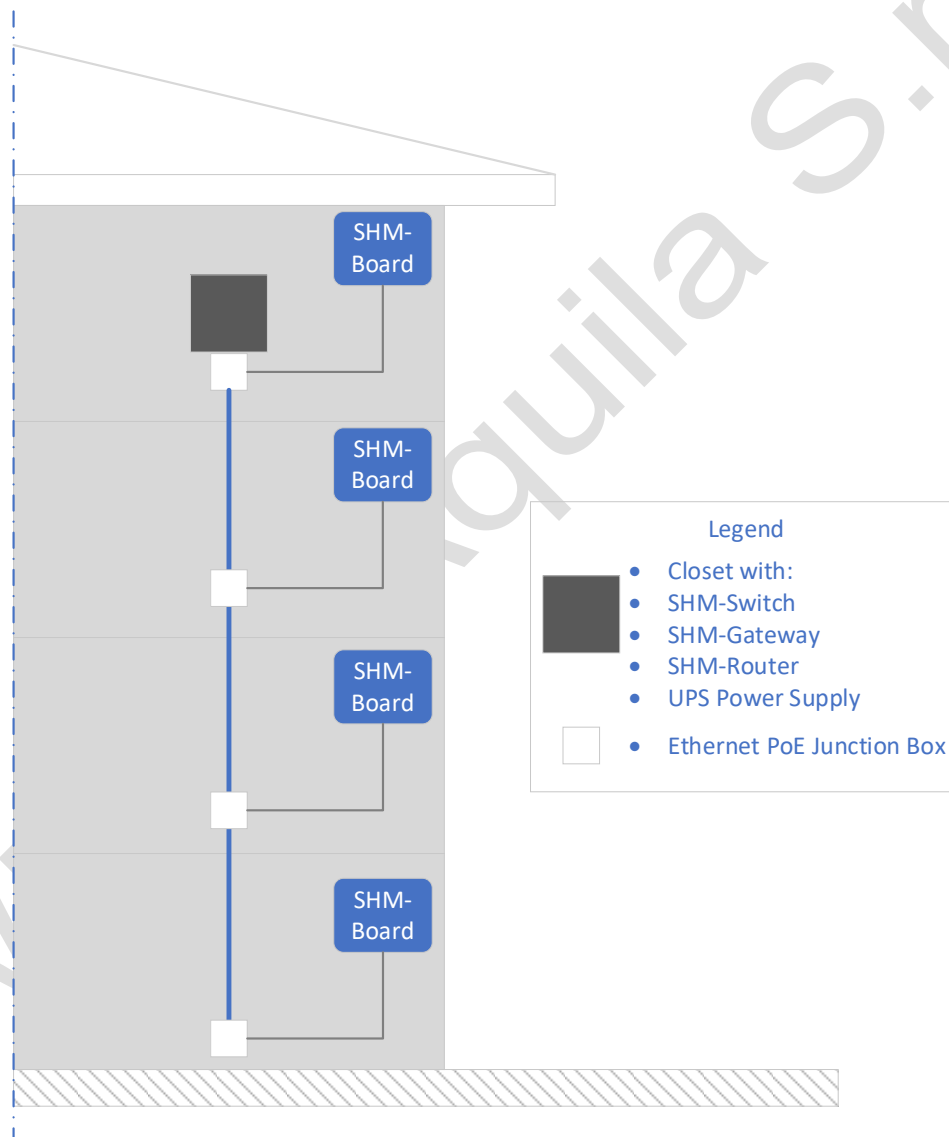 SHM-
Board
SHM-
Board
SHM-
Board
SHM-
Board
Legend
• Closet with:
• SHM-Switch
• SHM-Gateway
• SHM-Router
• UPS Power Supply
• Ethernet PoE Junction Box
quila S.r